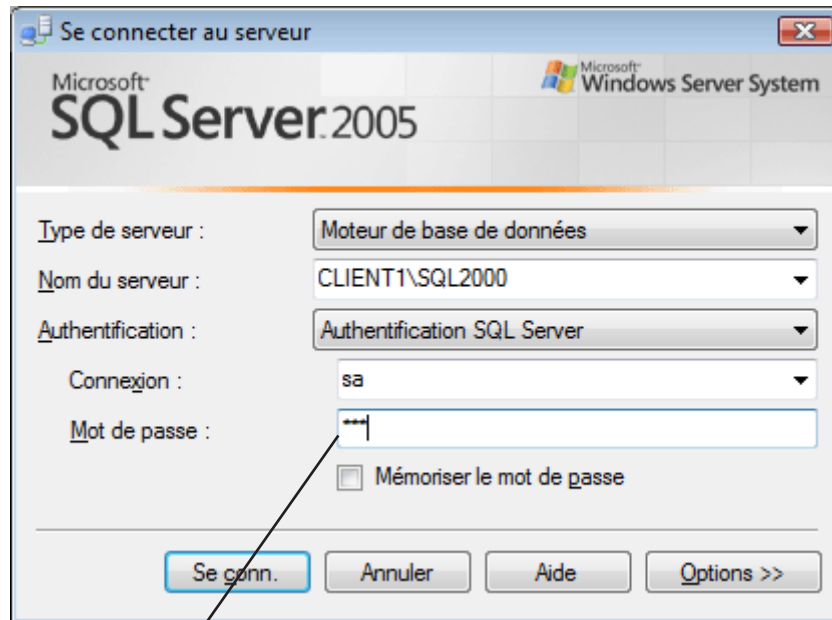 Se connecter au serveur
Microsoft
SQL Server 2005
Microsoft
Windows Server System
Type de serveur :
Moteur de base de données
Nom du serveur :
CLIENT1\SQL2000
Authentification :
Authentification SQL Server
Connexion :
sa
Mot de passe :
***
Mémoriser le mot de passe
Se conn.
Annuler
Aide
Options >>